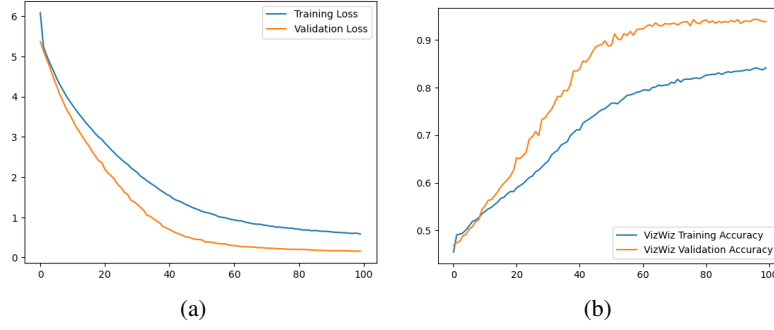 6
5
4
3
2
1
0
0 20 40 60 80 100
Training Loss
Validation Loss
(a)
0.9
0.8
0.7
0.6
0.5
0 20 40 60 80 100
VizWiz Training Accuracy
VizWiz Validation Accuracy
(b)